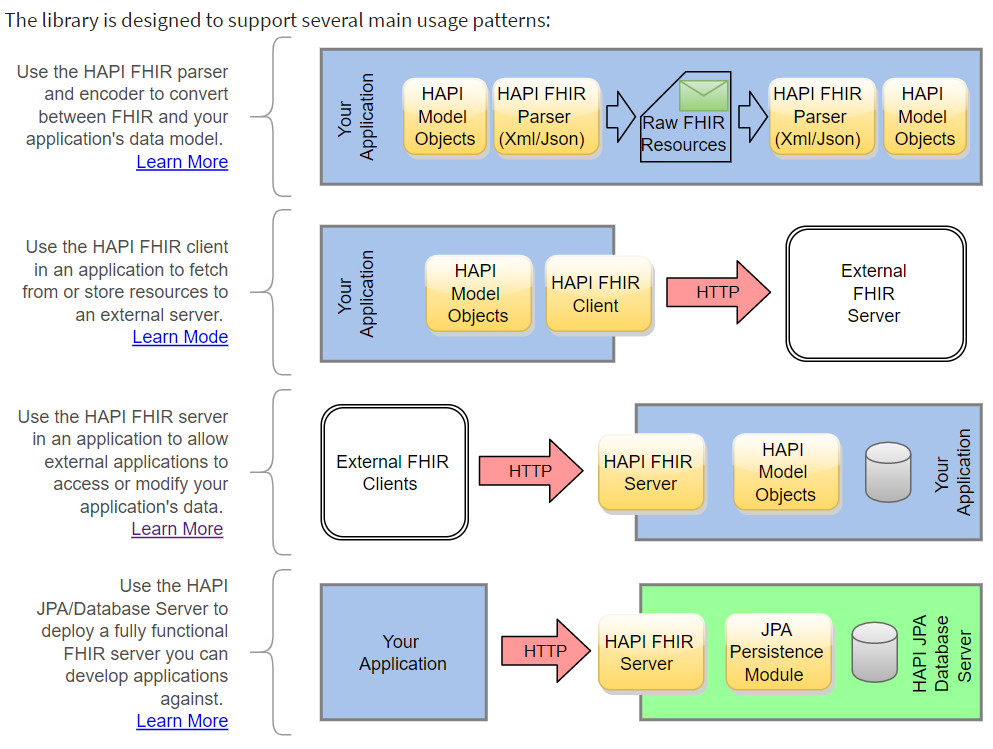 The library is designed to support several main usage patterns:
Use the HAPI FHIR parser
and encoder to convert
between FHIR and your
application's data model.
Learn More
Your
Application
HAPI
Model
Objects
HAPI FHIR
Parser
(Xml/Json)
Raw FHIR
Resources
HAPI FHIR
Parser
(Xml/Json)
HAPI
Model
Objects
Use the HAPI FHIR client
in an application to fetch
from or store resources to
an external server.
Learn Mode
Your
Application
HAPI
Model
Objects
HAPI FHIR
Client
HTTP
External
FHIR
Server
Use the HAPI FHIR server
in an application to allow
external applications to
access or modify your
application's data.
Learn More
External FHIR
Clients
HTTP
HAPI FHIR
Server
HAPI
Model
Objects
Your
Application
Use the HAPI
JPA/Database Server to
deploy a fully functional
FHIR server you can
develop applications
against.
Learn More
Your
Application
HTTP
HAPI FHIR
Server
JPA
Persistence
Module
HAPI JPA
Database
Server